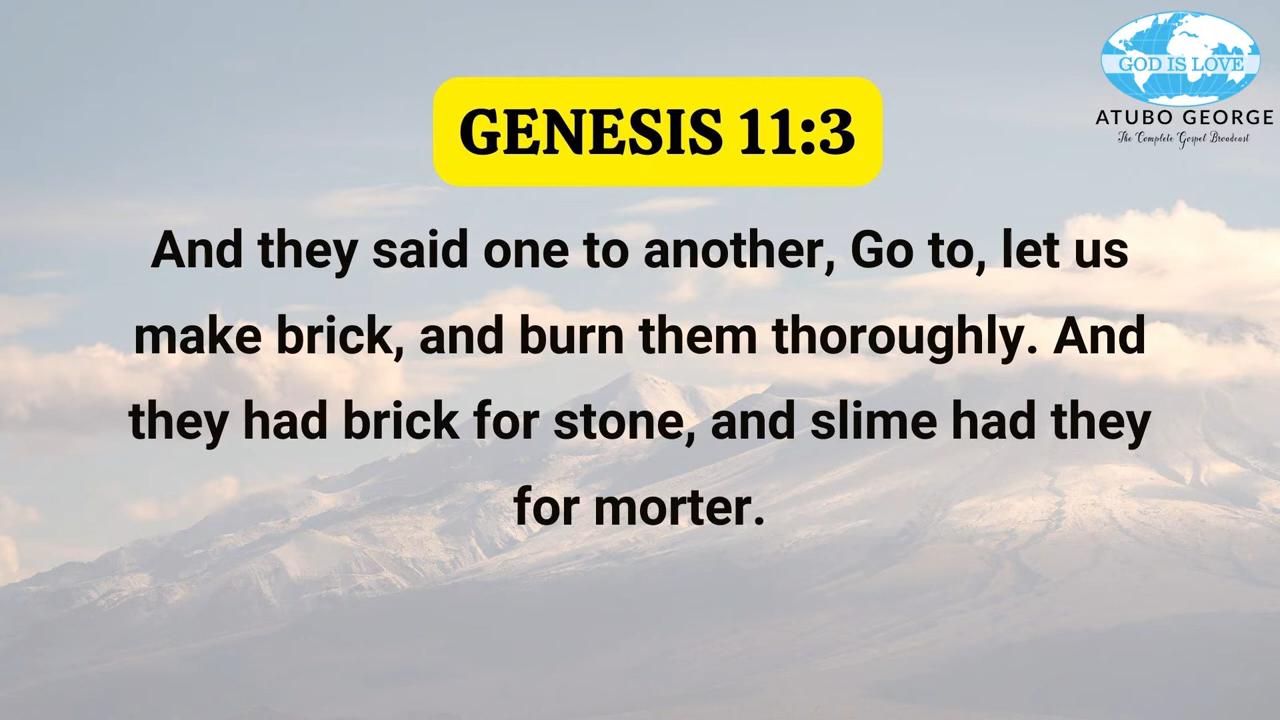 GOD IS LOVE
ATUBO GEORGE
The Complete Gospel Broadcast
GENESIS 11:3
And they said one to another, Go to, let us
make brick, and burn them thoroughly. And
they had brick for stone, and slime had they
for morter.